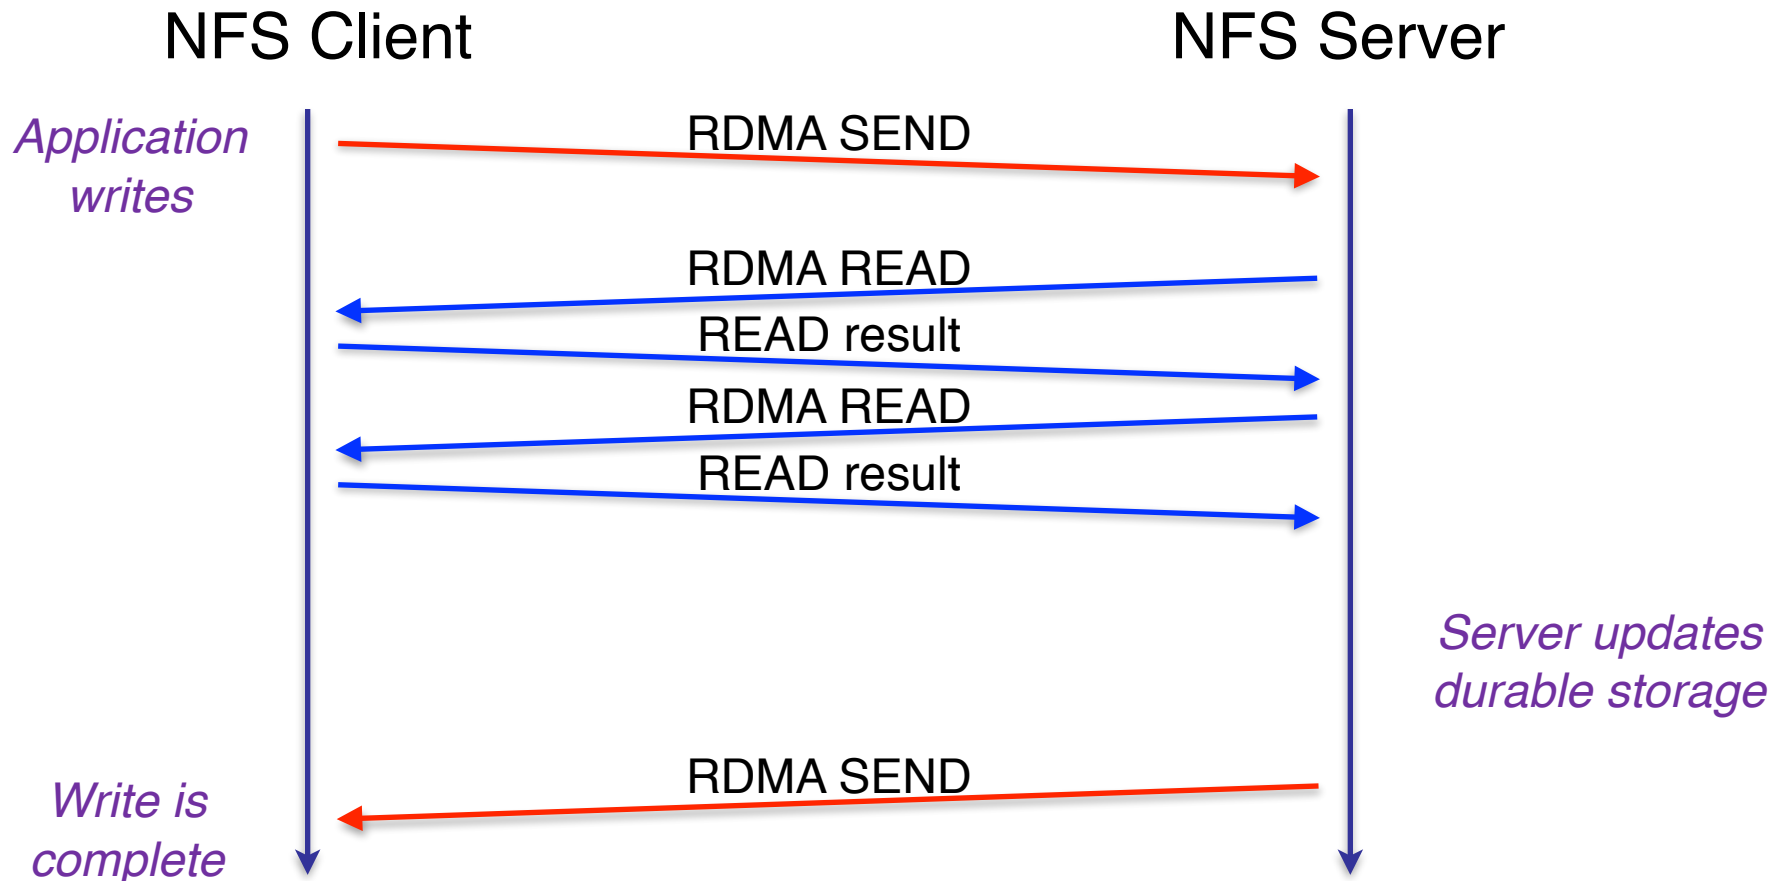 NFS Client
NFS Server
Application
writes
RDMA SEND
RDMA READ
READ result
RDMA READ
READ result
Server updates
durable storage
RDMA SEND
Write is
complete